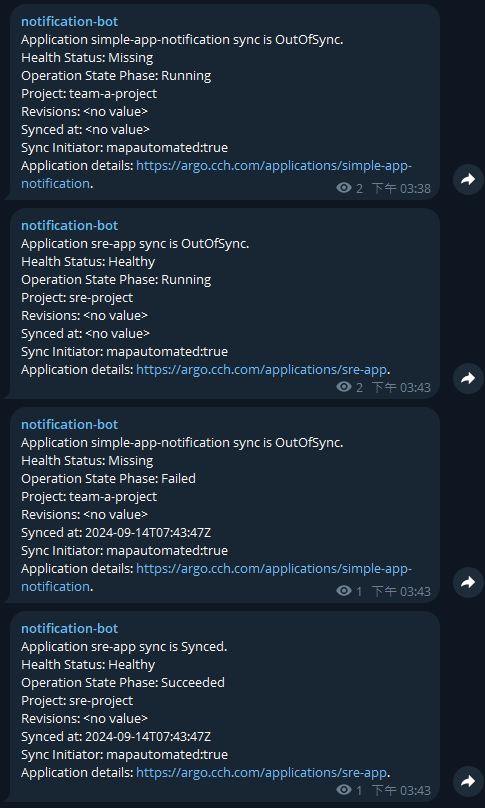 notification-bot
Application simple-app-notification sync is OutOfSync.
Health Status: Missing
Operation State Phase: Running
Project: team-a-project
Revisions: <no value>
Synced at: <no value>
Sync Initiator: mapautomated:true
Application details: https://argo.cch/applications/simple-app-
notification.
2 下午 03:38
notification-bot
Application sre-app sync is OutOfSync.
Health Status: Healthy
Operation State Phase: Running
Project: sre-project
Revisions: <no value>
Synced at: <no value>
Sync Initiator: mapautomated:true
Application details: https://argo.cch.com/applications/sre-app.
2 下午 03:43
notification-bot
Application simple-app-notification sync is OutOfSync.
Health Status: Missing
Operation State Phase: Failed
Project: team-a-project
Revisions: <no value>
Synced at: 2024-09-14T07:43:47Z
Sync Initiator: mapautomated:true
Application details: https://argo.cch.com/applications/simple-app-
notification.
1 下午 03:43
notification-bot
Application sre-app sync is Synced.
Health Status: Healthy
Operation State Phase: Succeeded
Project: sre-project
Revisions: <no value>
Synced at: 2024-09-14T07:43:47Z
Sync Initiator: mapautomated:true
Application details: https://argo.cch.com/applications/sre-app.
1 下午 03:43